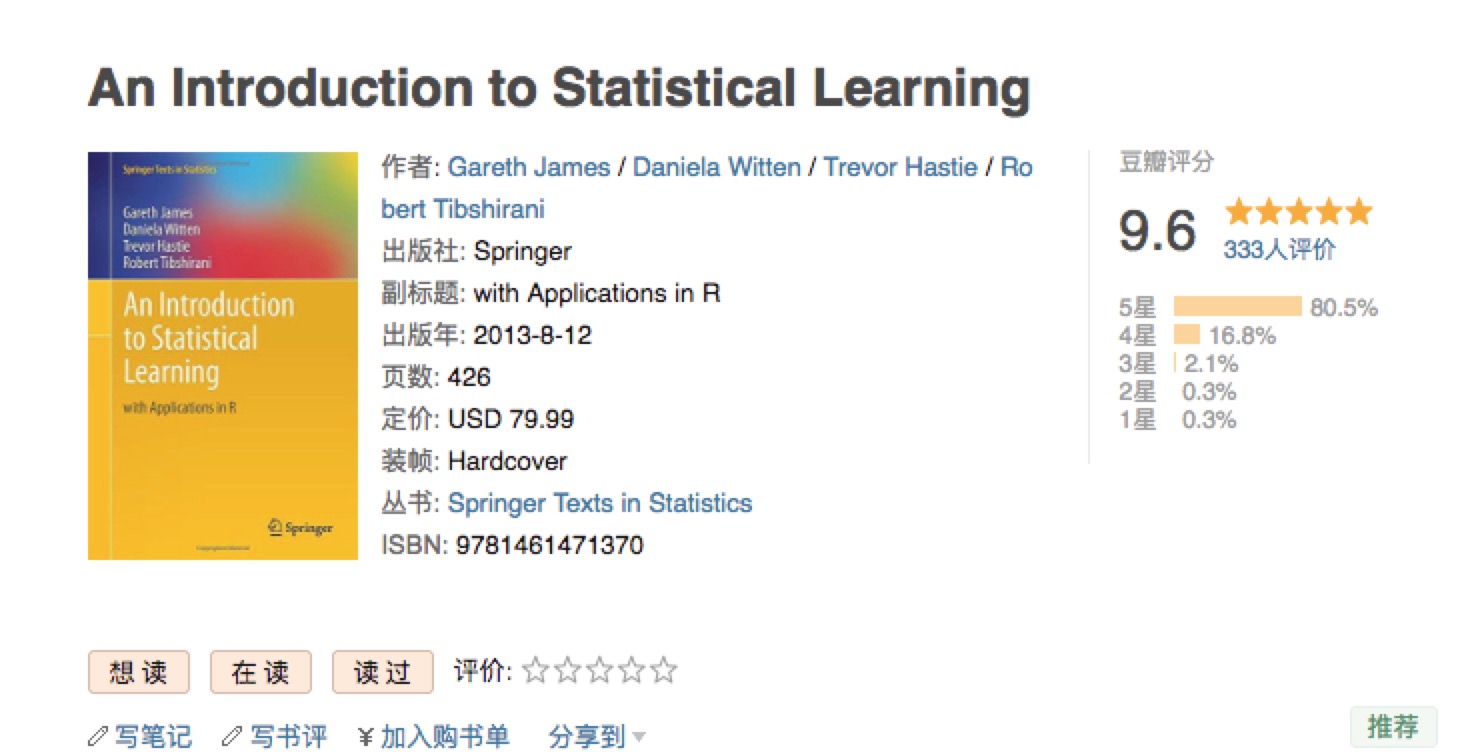 An Introduction to Statistical Learning
Springer Texts in Statistics
Gareth James
Daniela Witten
Trevor Hastie
Robert Tibshirani
An Introduction
to Statistical
Learning
with Applications in R
Springer
作者: Gareth James / Daniela Witten / Trevor Hastie / Ro
bert Tibshirani
出版社: Springer
副标题: with Applications in R
出版年: 2013-8-12
页数: 426
定价: USD 79.99
装帧: Hardcover
丛书: Springer Texts in Statistics
ISBN: 9781461471370
豆瓣评分
9.6
333人评价
5星 80.5%
4星 16.8%
3星 2.1%
2星 0.3%
1星 0.3%
想读 在读 读过 评价:
写笔记 写书评 ¥加入购书单 分享到
推荐